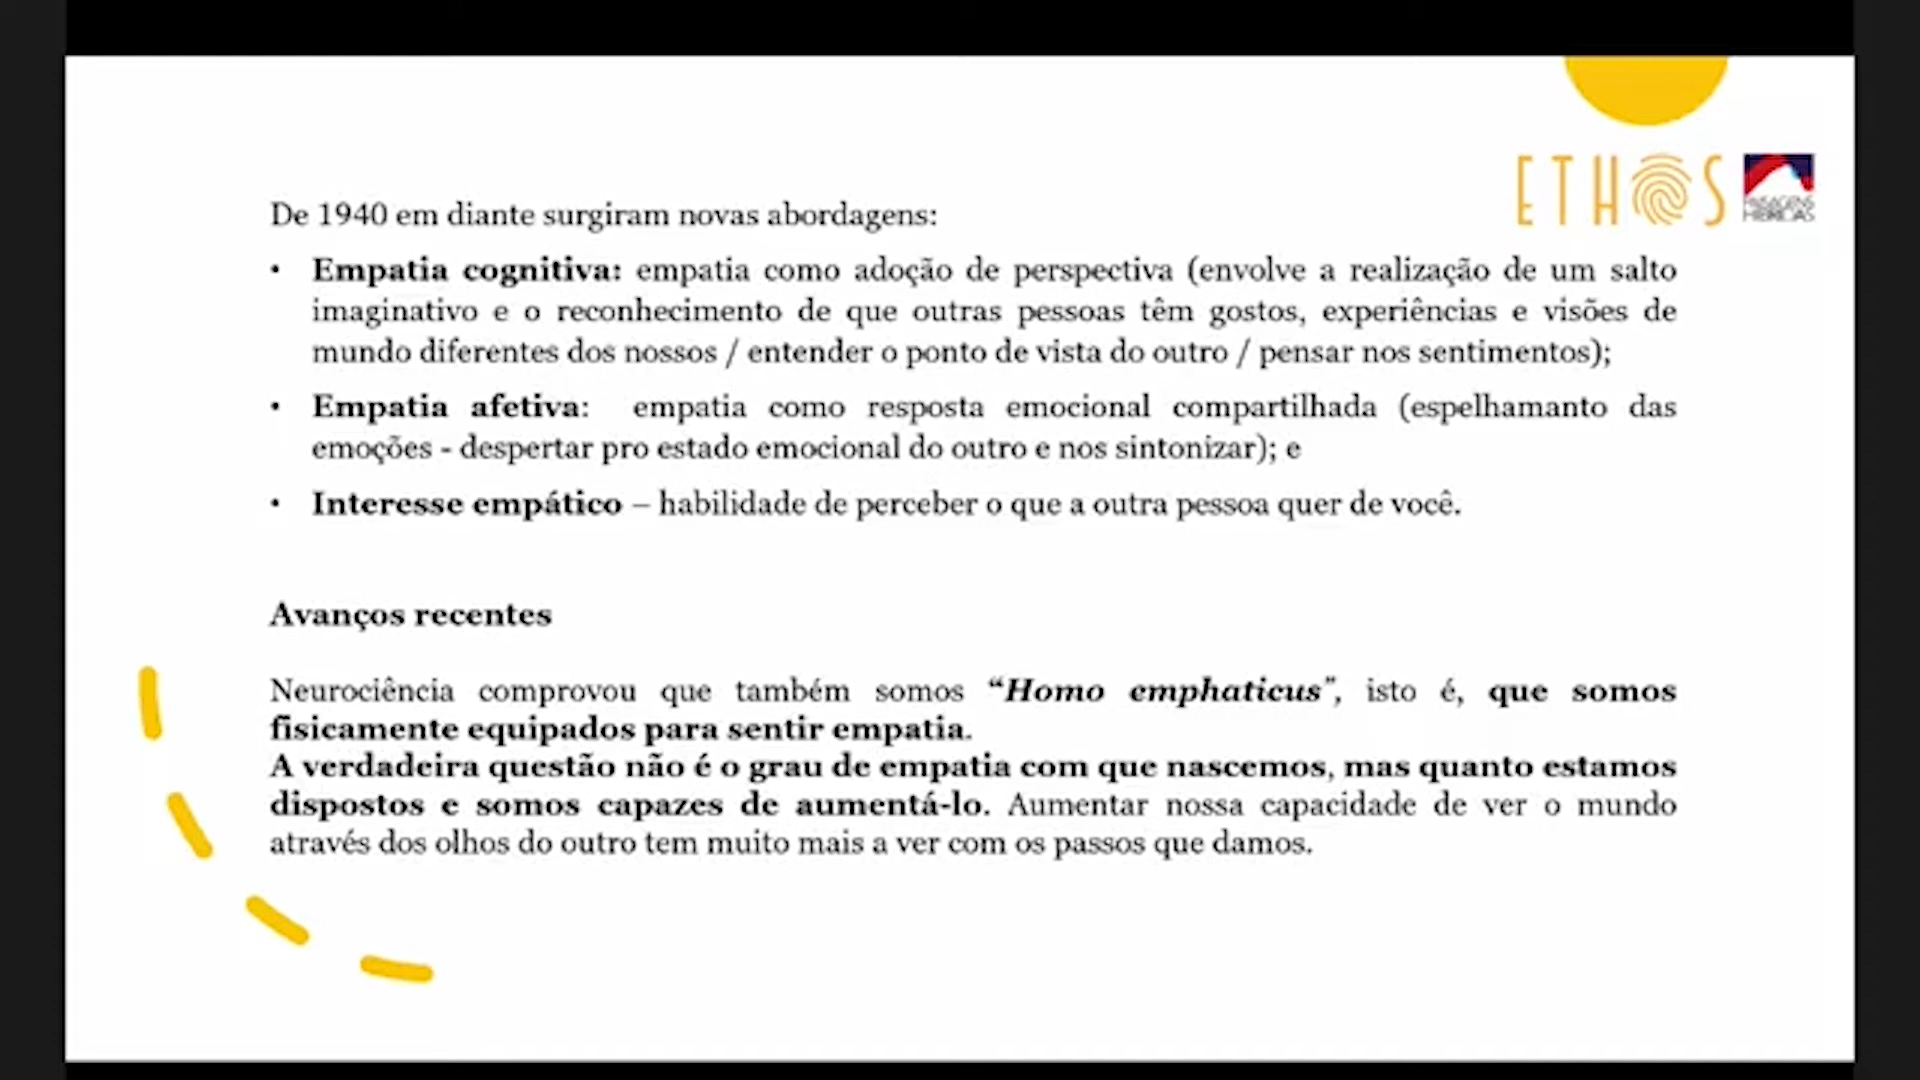 ETHOS
PAISAGENS
HÍBRIDAS
De 1940 em diante surgiram novas abordagens:
• Empatia cognitiva: empatia como adoção de perspectiva (envolve a realização de um salto
imaginativo e o reconhecimento de que outras pessoas têm gostos, experiências e visões de
mundo diferentes dos nossos / entender o ponto de vista do outro / pensar nos sentimentos);
• Empatia afetiva: empatia como resposta emocional compartilhada (espelhamanto das
emoções - despertar pro estado emocional do outro e nos sintonizar); e
• Interesse empático – habilidade de perceber o que a outra pessoa quer de você.
Avanços recentes
Neurociência comprovou que também somos “Homo emphaticus”, isto é, que somos
fisicamente equipados para sentir empatia.
A verdadeira questão não é o grau de empatia com que nascemos, mas quanto estamos
dispostos e somos capazes de aumentá-lo. Aumentar nossa capacidade de ver o mundo
através dos olhos do outro tem muito mais a ver com os passos que damos.